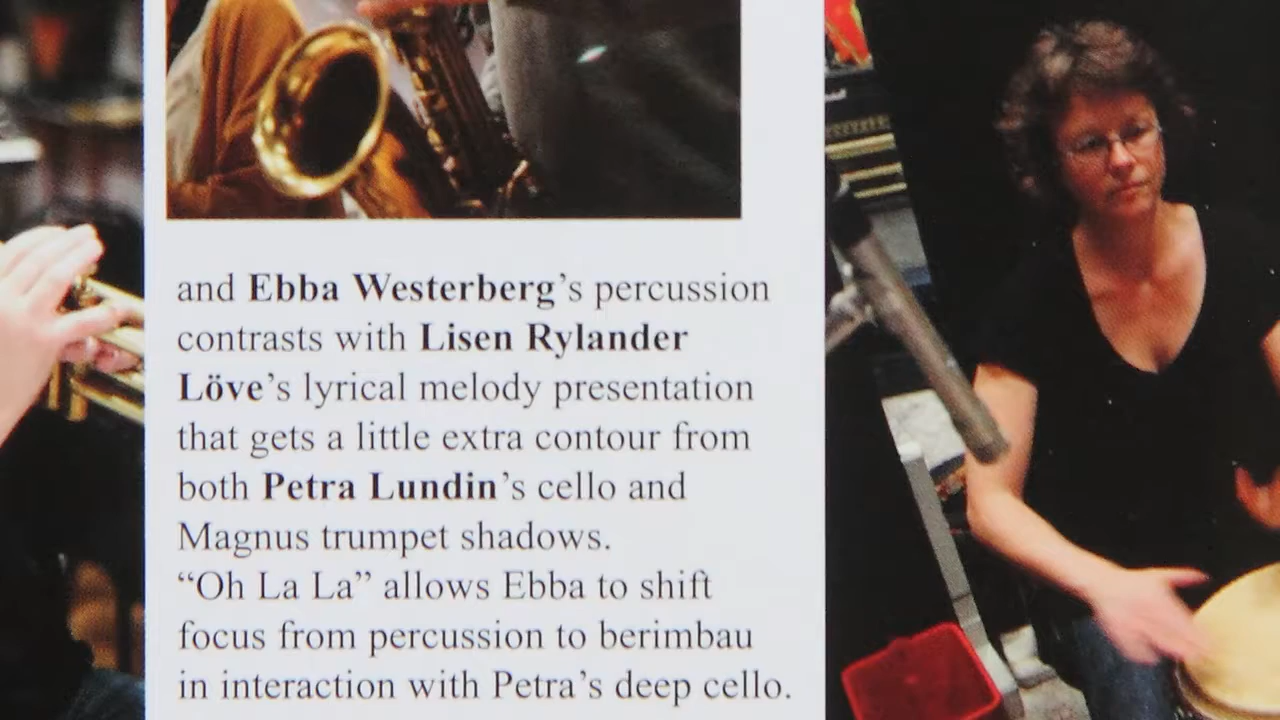 and Ebba Westerberg’s percussion
contrasts with Lisen Rylander
Löve’s lyrical melody presentation
that gets a little extra contour from
both Petra Lundin’s cello and
Magnus trumpet shadows.
“Oh La La” allows Ebba to shift
focus from percussion to berimbau
in interaction with Petra’s deep cello.